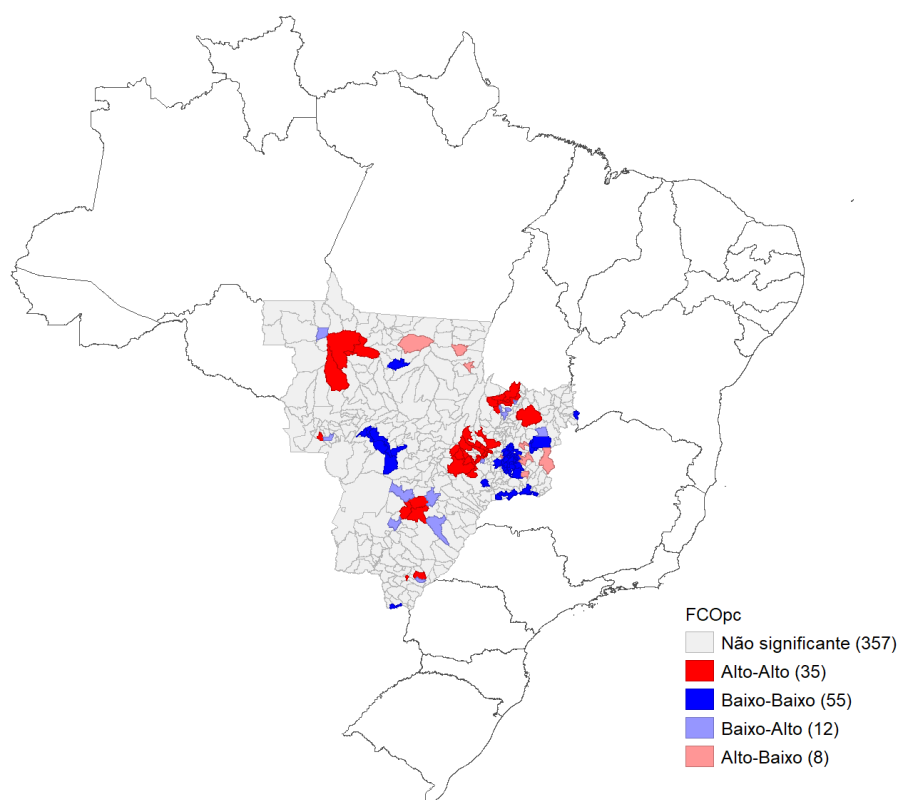 FCOpc
Não significante (357)
Alto-Alto (35)
Baixo-Baixo (55)
Baixo-Alto (12)
Alto-Baixo (8)